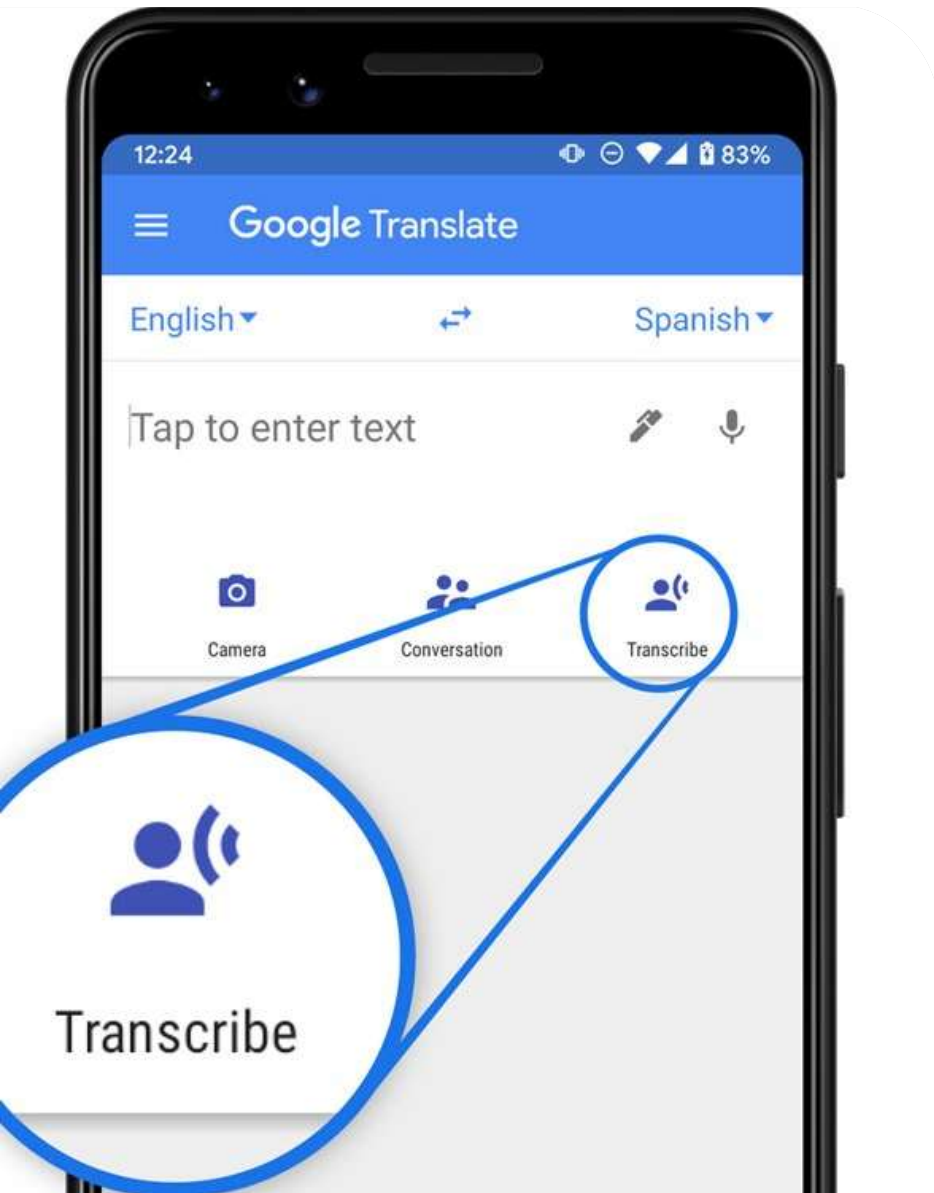 12:24 83%
Google Translate
English Spanish
Tap to enter text
Camera Conversation Transcribe
Transcribe